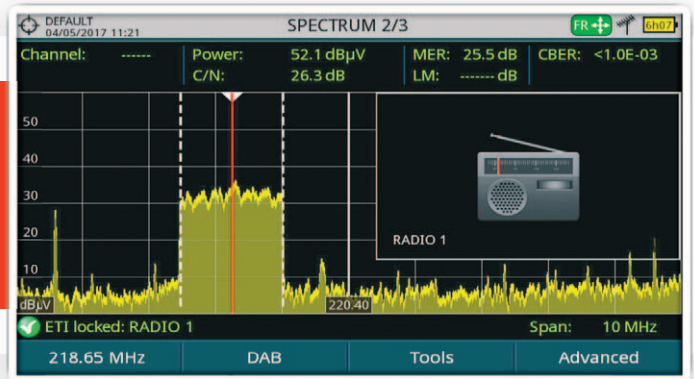 DEFAULT
04/05/2017 11:21
SPECTRUM 2/3
FR
6h07
Channel: ------
Power: 52.1 dBµV
MER: 25.5 dB
CBER: <1.0E-03
C/N: 26.3 dB
LM: ------- dB
50
40
30
20
10
dBµV
220.40
RADIO 1
ETI locked: RADIO 1
Span: 10 MHz
218.65 MHz
DAB
Tools
Advanced